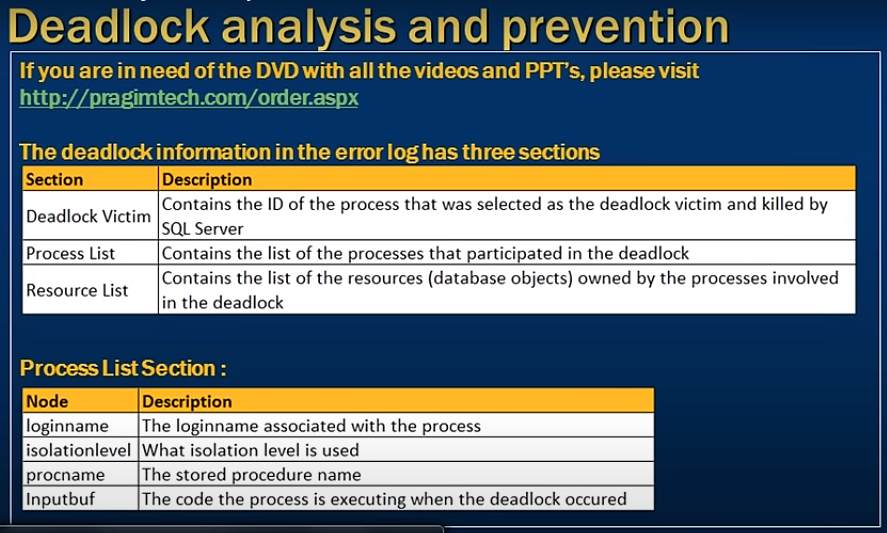 Deadlock analysis and prevention
If you are in need of the DVD with all the videos and PPT's, please visit
http://pragimtech.com/order.aspx
The deadlock information in the error log has three sections
Section Description
Deadlock Victim Contains the ID of the process that was selected as the deadlock victim and killed by
SQL Server
Process List Contains the list of the processes that participated in the deadlock
Resource List Contains the list of the resources (database objects) owned by the processes involved
in the deadlock
Process List Section :
Node Description
loginname The loginname associated with the process
isolationlevel What isolation level is used
procname The stored procedure name
Inputbuf The code the process is executing when the deadlock occured